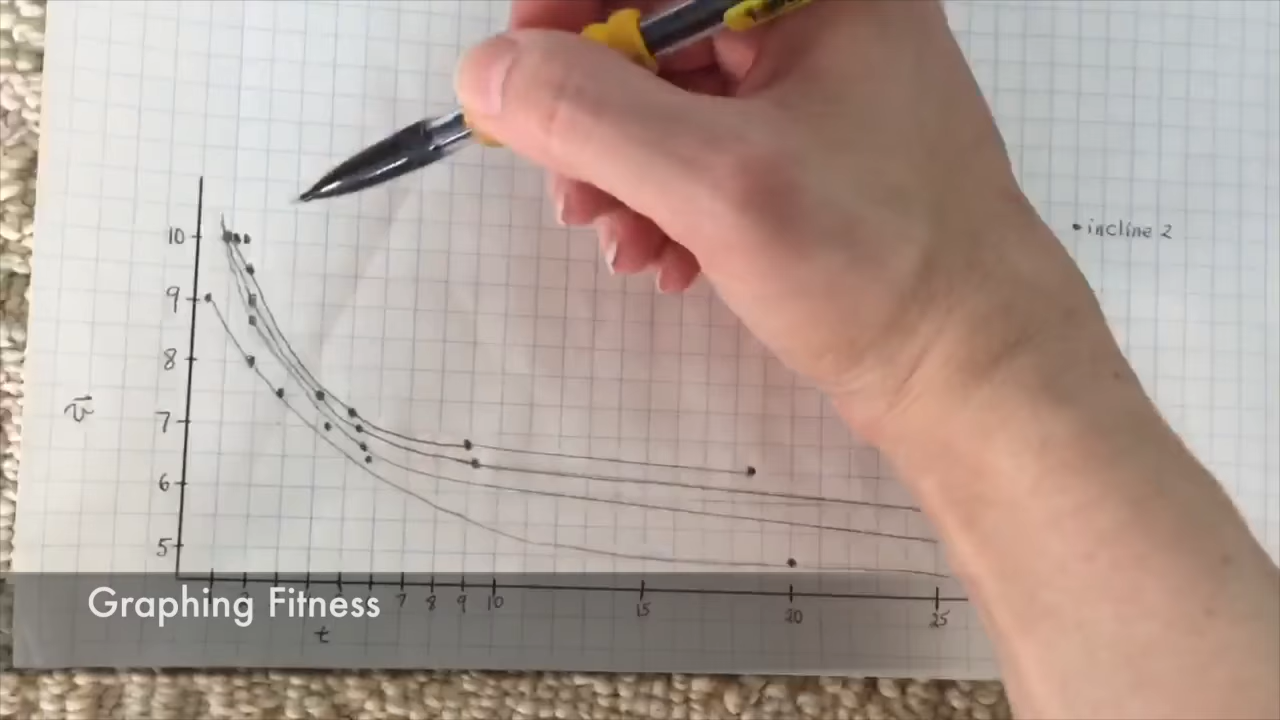 10
incline 2
9
8
v̄
7
6
5
7 8 9 10 15 20 25
Graphing Fitness
t